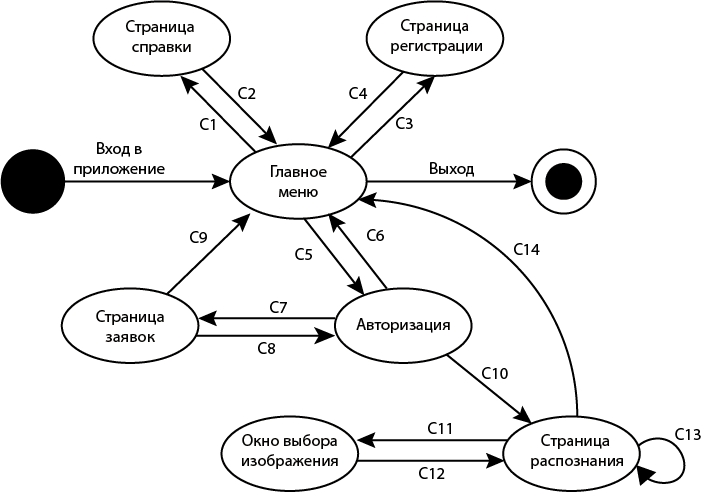 Страница
справки
Страница
регистрации
C2
C4
C1
C3
Вход в
приложение
Главное
меню
Выход
C9
C5
C6
C14
Страница
заявок
C7
C8
Авторизация
C10
Окно выбора
изображения
C11
C12
Страница
распознания
C13